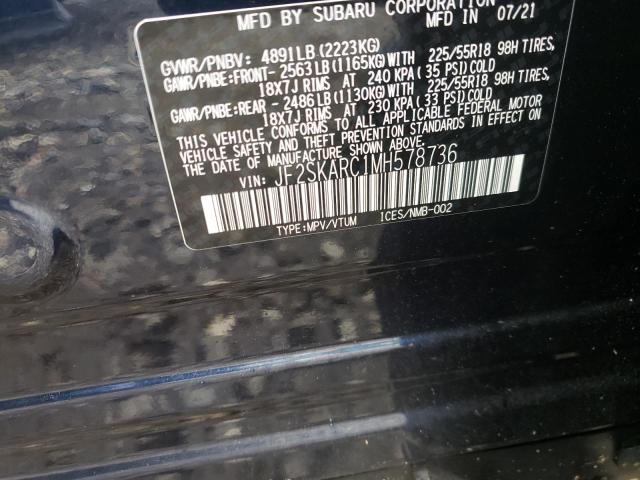 MFD BY SUBARU CORPORATION
MFD IN 07/21
GVWR/PNBV: 4891LB(2223KG)
GAWR/PNBE:FRONT-2563LB(1165KG)WITH 225/55R18 98H TIRES,
18X7J RIMS AT 240 KPA(35 PSI)COLD
GAWR/PNBE:REAR -2486LB(1130KG)WITH 225/55R18 98H TIRES,
18X7J RIMS AT 230 KPA(33 PSI)COLD
THIS VEHICLE CONFORMS TO ALL APPLICABLE FEDERAL MOTOR
VEHICLE SAFETY AND THEFT PREVENTION STANDARDS IN EFFECT ON
THE DATE OF MANUFACTURE SHOWN ABOVE.
VIN: JF2SKARC1MH578736
TYPE:MPV/VTUM ICES/NMB-002